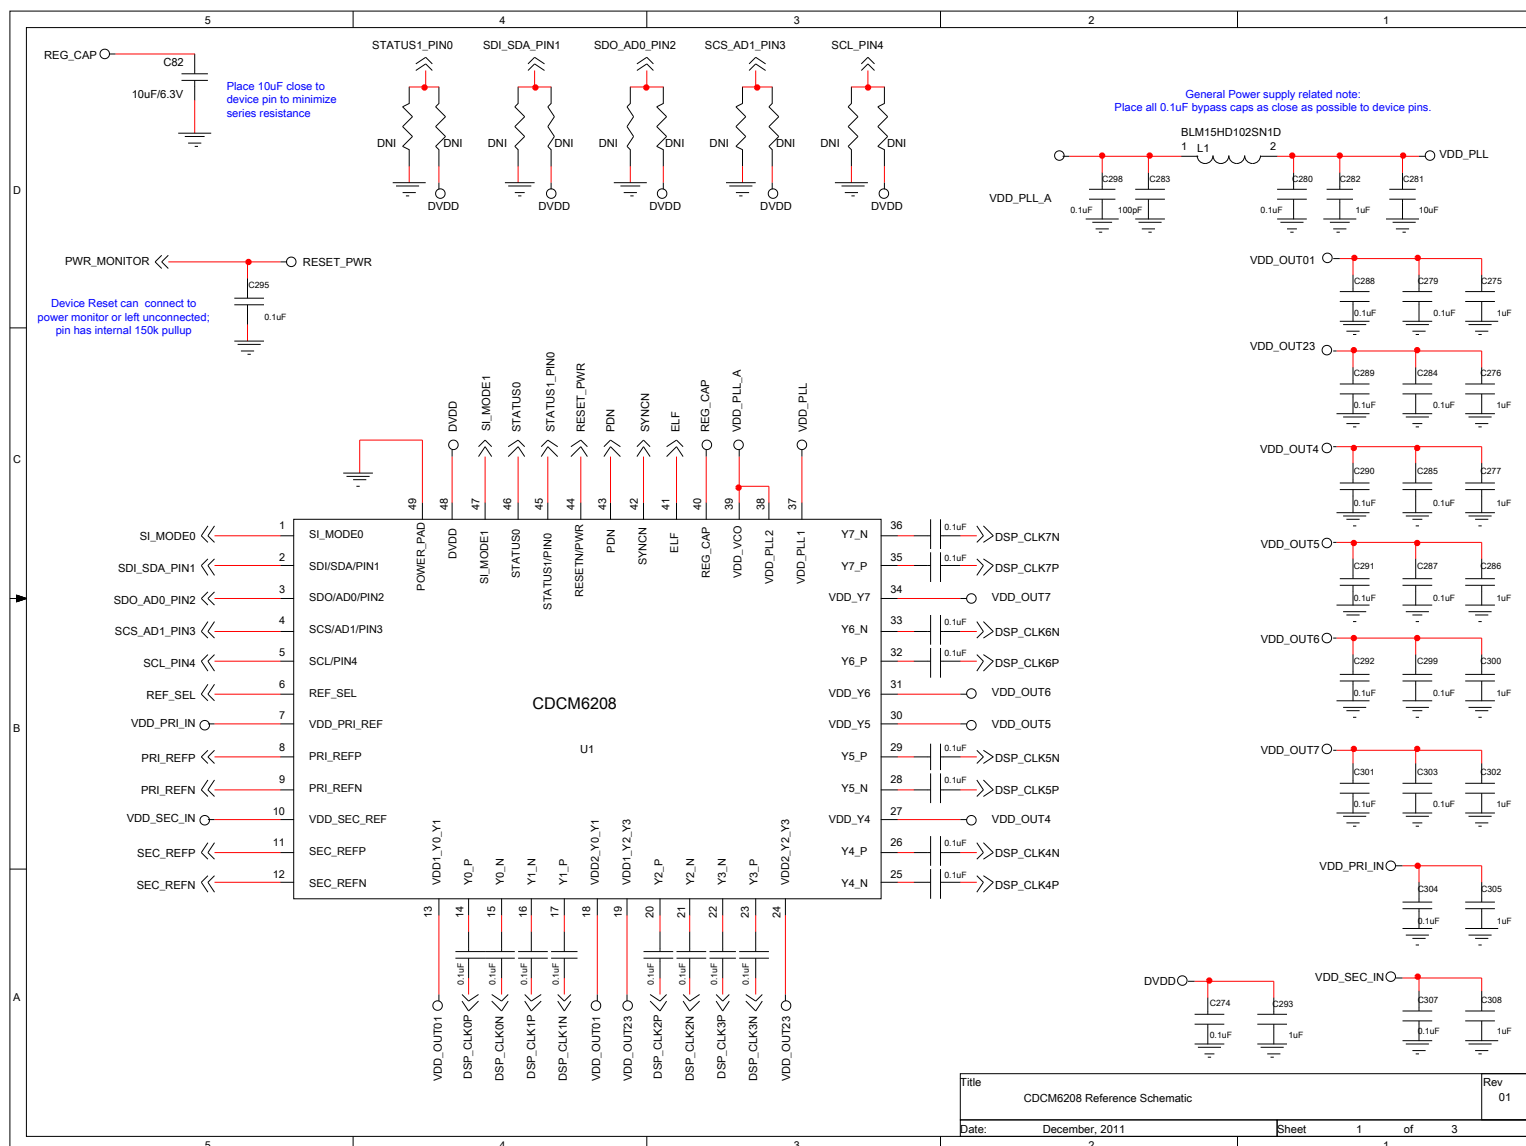 5 4 3 2 1
REG_CAP
C82
10uF/6.3V
Place 10uF close to
device pin to minimize
series resistance
STATUS1_PIN0
DNI DNI
DVDD
SDI_SDA_PIN1
DNI DNI
DVDD
SDO_AD0_PIN2
DNI DNI
DVDD
SCS_AD1_PIN3
DNI DNI
DVDD
SCL_PIN4
DNI DNI
DVDD
General Power supply related note:
Place all 0.1uF bypass caps as close as possible to device pins.
BLM15HD102SN1D
1 L1 2
VDD_PLL
VDD_PLL_A
C298 0.1uF
C283 100pF
C280 0.1uF
C282 1uF
C281 10uF
D
PWR_MONITOR
RESET_PWR
C295
0.1uF
Device Reset can connect to
power monitor or left unconnected;
pin has internal 150k pullup
VDD_OUT01
C288 0.1uF
C279 0.1uF
C275 1uF
VDD_OUT23
C289 0.1uF
C284 0.1uF
C276 1uF
VDD_OUT4
C290 0.1uF
C285 0.1uF
C277 1uF
VDD_OUT5
C291 0.1uF
C287 0.1uF
C286 1uF
VDD_OUT6
C292 0.1uF
C299 0.1uF
C300 1uF
VDD_OUT7
C301 0.1uF
C303 0.1uF
C302 1uF
VDD_PRI_IN
C304 0.1uF
C305 1uF
VDD_SEC_IN
C307 0.1uF
C308 1uF
DVDD
C274 0.1uF
C293 1uF
C
B
A
49 POWER_PAD
DVDD 48 DVDD
SI_MODE1 47 SI_MODE1
STATUS0 46 STATUS0
STATUS1_PIN0 45 STATUS1/PIN0
RESET_PWR 44 RESETN/PWR
PDN 43 PDN
SYNCN 42 SYNCN
ELF 41 ELF
REG_CAP 40 REG_CAP
VDD_PLL_A 39 VDD_VCO
38 VDD_PLL2
VDD_PLL 37 VDD_PLL1
SI_MODE0 1 SI_MODE0
SDI_SDA_PIN1 2 SDI/SDA/PIN1
SDO_AD0_PIN2 3 SDO/AD0/PIN2
SCS_AD1_PIN3 4 SCS/AD1/PIN3
SCL_PIN4 5 SCL/PIN4
REF_SEL 6 REF_SEL
VDD_PRI_IN 7 VDD_PRI_REF
PRI_REFP 8 PRI_REFP
PRI_REFN 9 PRI_REFN
VDD_SEC_IN 10 VDD_SEC_REF
SEC_REFP 11 SEC_REFP
SEC_REFN 12 SEC_REFN
CDCM6208
U1
Y7_N 36 0.1uF DSP_CLK7N
Y7_P 35 0.1uF DSP_CLK7P
VDD_Y7 34 VDD_OUT7
Y6_N 33 0.1uF DSP_CLK6N
Y6_P 32 0.1uF DSP_CLK6P
VDD_Y6 31 VDD_OUT6
VDD_Y5 30 VDD_OUT5
Y5_P 29 0.1uF DSP_CLK5N
Y5_N 28 0.1uF DSP_CLK5P
VDD_Y4 27 VDD_OUT4
Y4_P 26 0.1uF DSP_CLK4N
Y4_N 25 0.1uF DSP_CLK4P
VDD1_Y0_Y1 13 VDD_OUT01
Y0_P 14 0.1uF DSP_CLK0P
Y0_N 15 0.1uF DSP_CLK0N
Y1_N 16 0.1uF DSP_CLK1P
Y1_P 17 0.1uF DSP_CLK1N
VDD2_Y0_Y1 18 VDD_OUT01
VDD1_Y2_Y3 19 VDD_OUT23
Y2_P 20 0.1uF DSP_CLK2P
Y2_N 21 0.1uF DSP_CLK2N
Y3_N 22 0.1uF DSP_CLK3P
Y3_P 23 0.1uF DSP_CLK3N
VDD2_Y2_Y3 24 VDD_OUT23
Title
CDCM6208 Reference Schematic
Rev
01
Date: December, 2011
Sheet 1 of 3
5 4 3 2 1